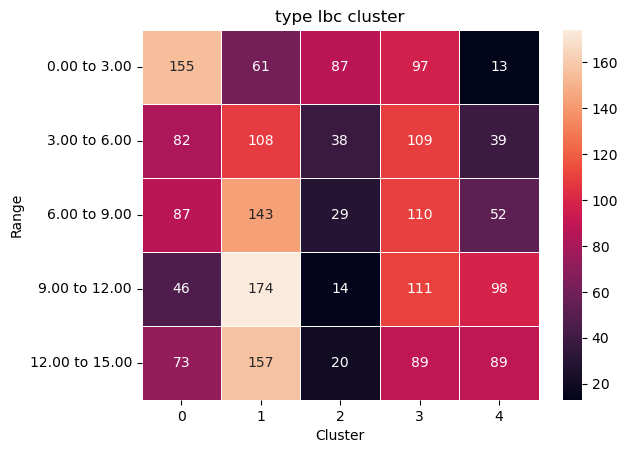 type lbc cluster
0.00 to 3.00 155 61 87 97 13
3.00 to 6.00 82 108 38 109 39
6.00 to 9.00 87 143 29 110 52
9.00 to 12.00 46 174 14 111 98
12.00 to 15.00 73 157 20 89 89
0 1 2 3 4
Cluster
Range
160
140
120
100
80
60
40
20